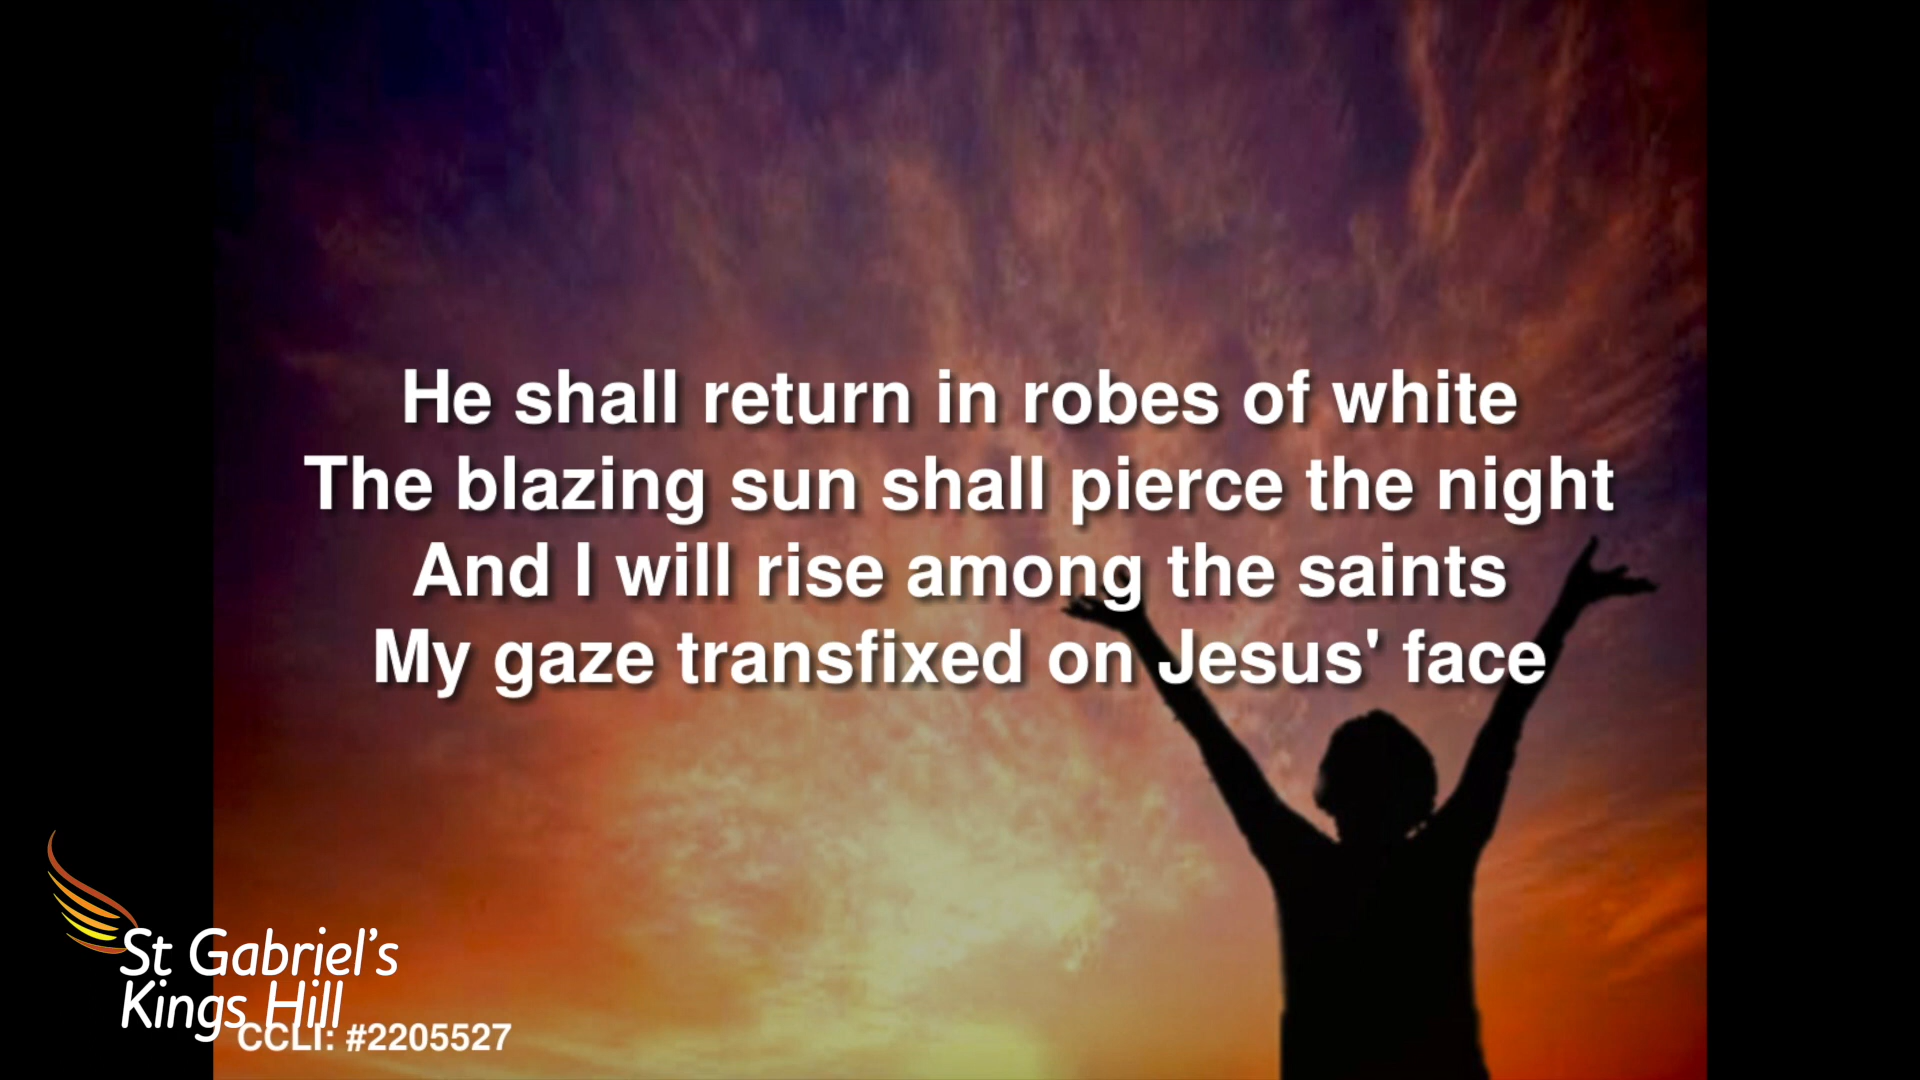 He shall return in robes of white
The blazing sun shall pierce the night
And I will rise among the saints
My gaze transfixed on Jesus' face
St Gabriel's
Kings Hill
CCLI: #2205527